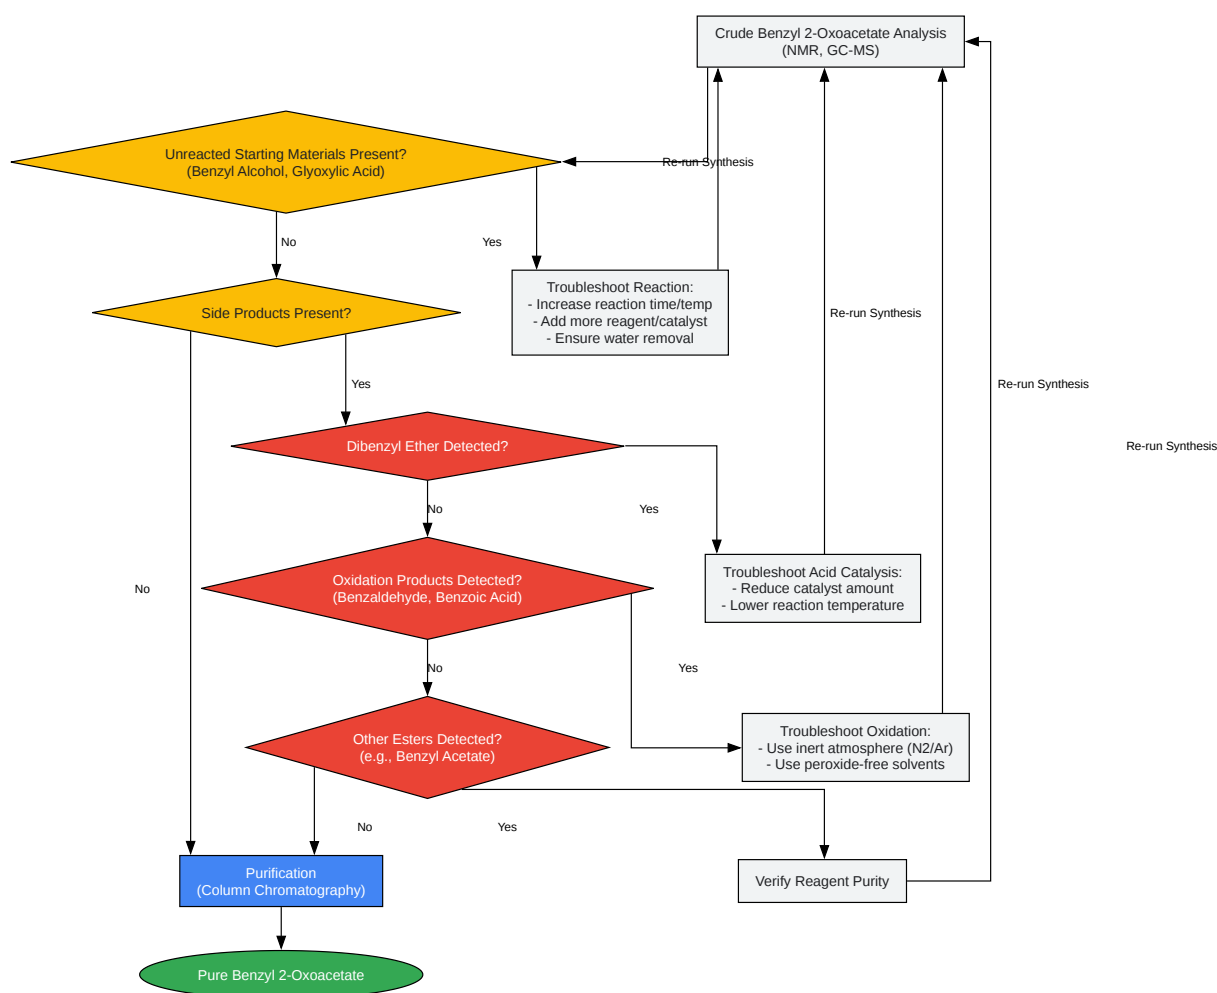 Crude Benzyl 2-Oxoacetate Analysis
(NMR, GC-MS)
Unreacted Starting Materials Present?
(Benzyl Alcohol, Glyoxylic Acid)
Re-run Synthesis
No
Yes
Troubleshoot Reaction:
- Increase reaction time/temp
- Add more reagent/catalyst
- Ensure water removal
Side Products Present?
Re-run Synthesis
Yes
Re-run Synthesis
Dibenzyl Ether Detected?
Re-run Synthesis
No
Yes
Troubleshoot Acid Catalysis:
- Reduce catalyst amount
- Lower reaction temperature
Oxidation Products Detected?
(Benzaldehyde, Benzoic Acid)
No
No
Yes
Troubleshoot Oxidation:
- Use inert atmosphere (N2/Ar)
- Use peroxide-free solvents
Other Esters Detected?
(e.g., Benzyl Acetate)
No
Yes
Purification
(Column Chromatography)
Verify Reagent Purity
Pure Benzyl 2-Oxoacetate